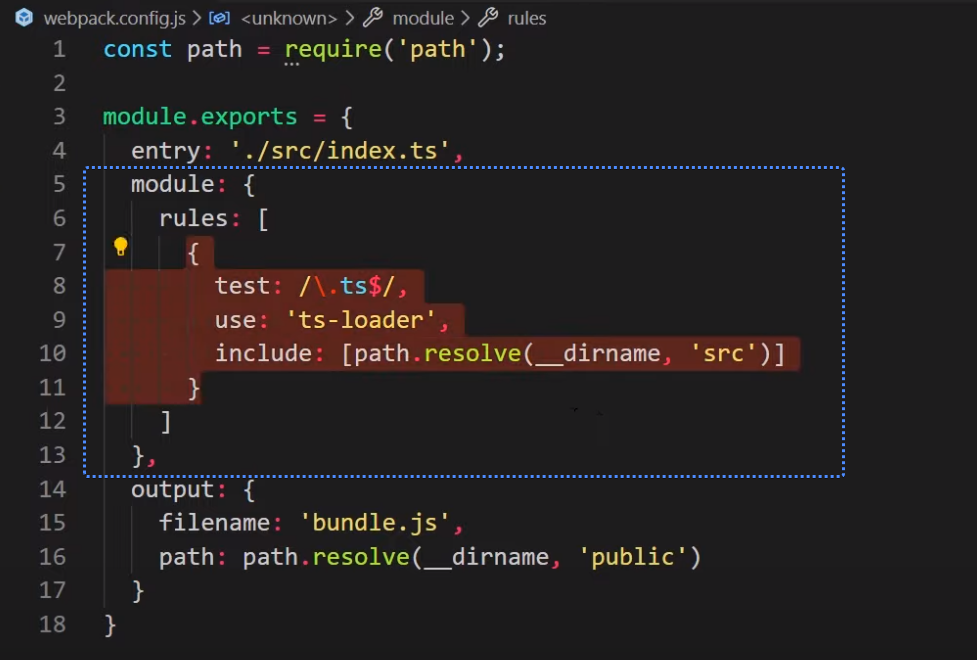 webpack.config.js > <unknown> > module > rules
1 const path = require('path');
2
3 module.exports = {
4   entry: './src/index.ts',
5   module: {
6     rules: [
7       {
8         test: /\.ts$/,
9         use: 'ts-loader',
10         include: [path.resolve(__dirname, 'src')]
11       }
12     ]
13   },
14   output: {
15     filename: 'bundle.js',
16     path: path.resolve(__dirname, 'public')
17   }
18 }